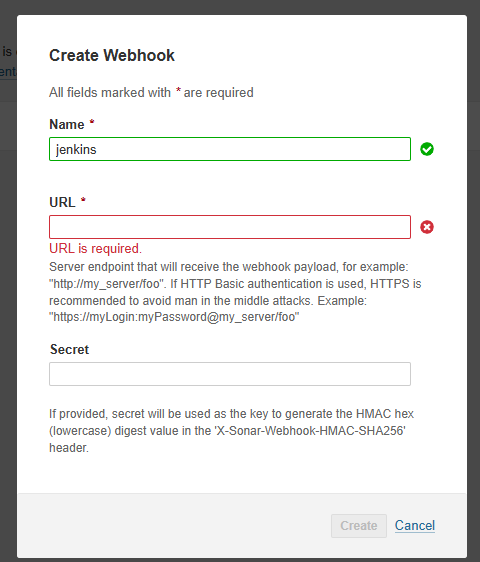 Create Webhook
is
All fields marked with * are required
enta
Name *
jenkins
URL *
URL is required.
Server endpoint that will receive the webhook payload, for example:
"http://my_server/foo". If HTTP Basic authentication is used, HTTPS is
recommended to avoid man in the middle attacks. Example:
"https://myLogin:myPassword@my_server/foo"
Secret
If provided, secret will be used as the key to generate the HMAC hex
(lowercase) digest value in the 'X-Sonar-Webhook-HMAC-SHA256'
header.
Create Cancel